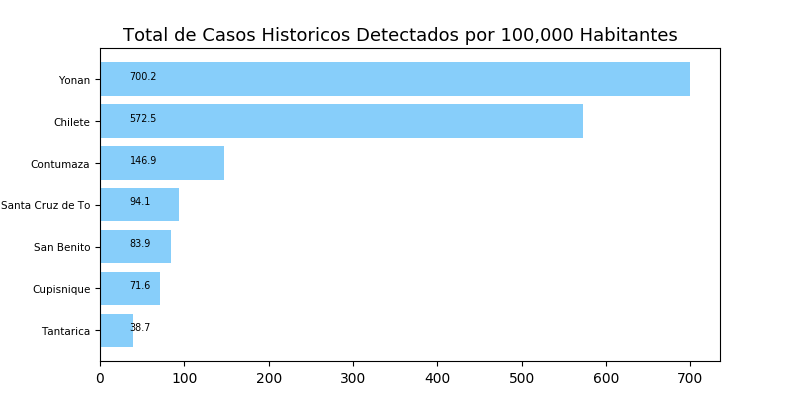 Total de Casos Historicos Detectados por 100,000 Habitantes
Yonan 700.2
Chilete 572.5
Contumaza 146.9
Santa Cruz de To 94.1
San Benito 83.9
Cupisnique 71.6
Tantarica 38.7
0 100 200 300 400 500 600 700